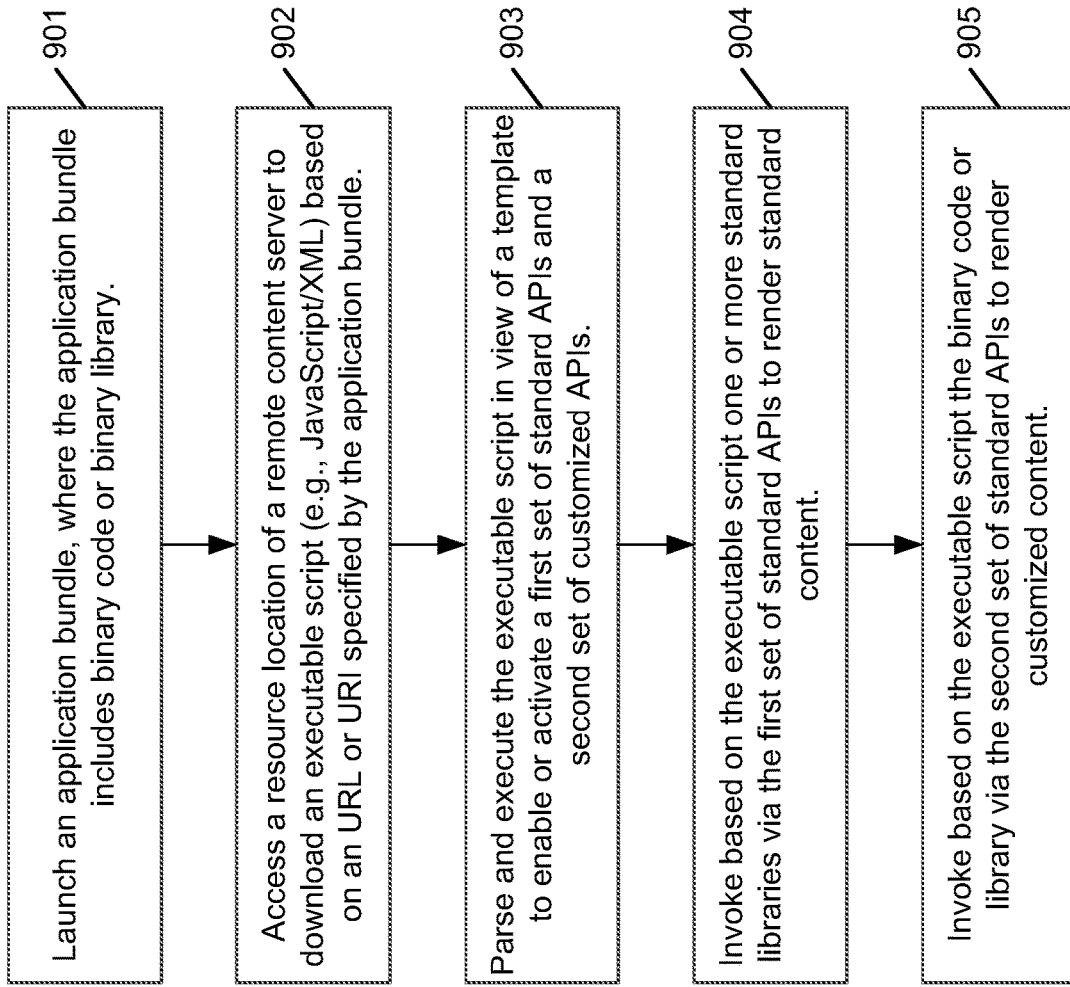 901
Launch an application bundle, where the application bundle
includes binary code or binary library.
902
Access a resource location of a remote content server to
download an executable script (e.g., JavaScript/XML) based
on an URL or URI specified by the application bundle.
903
Parse and execute the executable script in view of a template
to enable or activate a first set of standard APIs and a
second set of customized APIs.
904
Invoke based on the executable script one or more standard
libraries via the first set of standard APIs to render standard
content.
905
Invoke based on the executable script the binary code or
library via the second set of standard APIs to render
customized content.